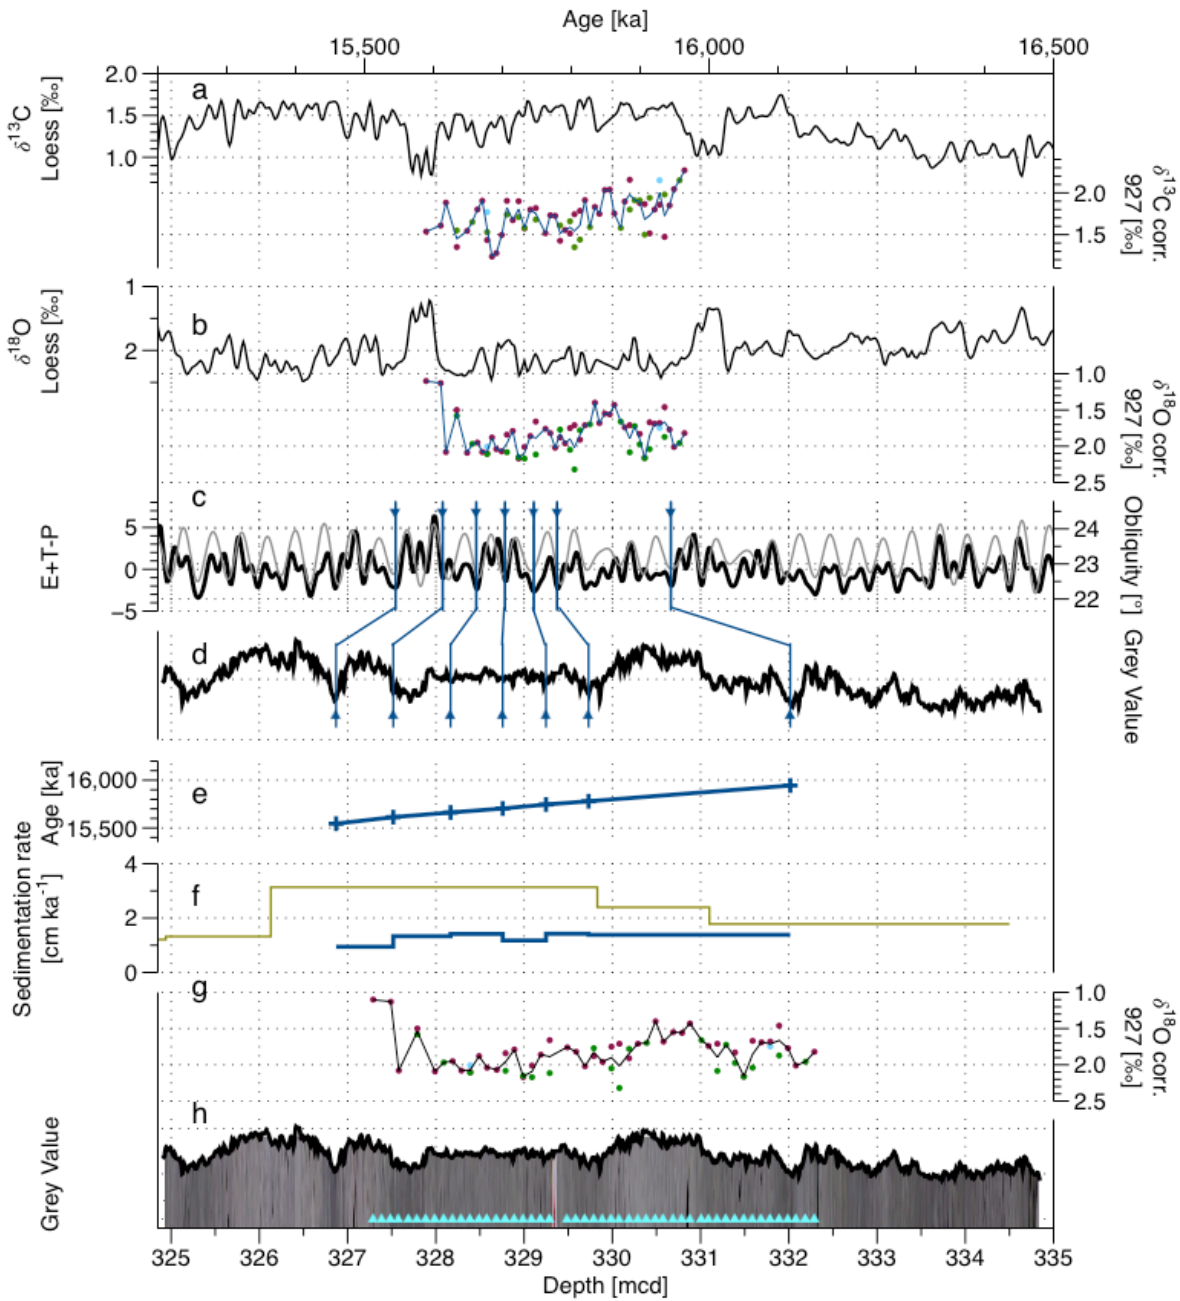 Age [ka]
15,500 16,000 16,500
a
2.0
1.5
1.0
δ13C
Loess [‰]
2.0
1.5
δ13C corr.
927 [‰]
b
1
2
δ18O
Loess [‰]
1.0
1.5
2.0
2.5
δ18O corr.
927 [‰]
c
5
0
−5
E+T-P
24
23
22
Obliquity [°]
d
Grey Value
e
16,000
15,500
Age [ka]
f
4
2
0
Sedimentation rate
[cm ka-1]
g
1.0
1.5
2.0
2.5
δ18O corr.
927 [‰]
h
Grey Value
325 326 327 328 329 330 331 332 333 334 335
Depth [mcd]